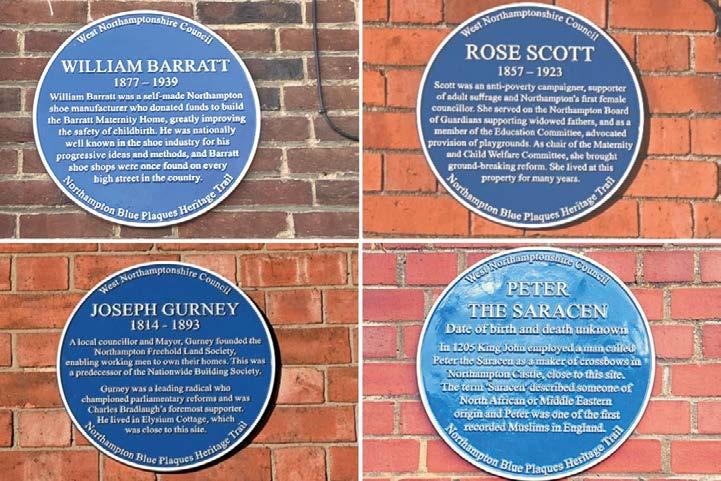 West Northamptonshire Council
WILLIAM BARRATT
1877 – 1939
William Barratt was a self-made Northampton
shoe manufacturer who donated funds to build
the Barratt Maternity Home, greatly improving
the safety of childbirth. He was nationally
well known in the shoe industry for his
progressive ideas and methods, and Barratt
shoe shops were once found on every
high street in the country.
Northampton Blue Plaques Heritage Trail
West Northamptonshire Council
ROSE SCOTT
1857 – 1923
Scott was an anti-poverty campaigner, supporter
of adult suffrage and Northampton's first female
councillor. She served on the Northampton Board
of Guardians supporting widowed fathers, and as a
member of the Education Committee, advocated
provision of playgrounds. As chair of the Maternity
and Child Welfare Committee, she brought
ground-breaking reform. She lived at this
property for many years.
Northampton Blue Plaques Heritage Trail
West Northamptonshire Council
JOSEPH GURNEY
1814 - 1893
A local councillor and Mayor, Gurney founded the
Northampton Freehold Land Society,
enabling working men to own their homes. This was
a predecessor of the Nationwide Building Society.
Gurney was a leading radical who
championed parliamentary reforms and was
Charles Bradlaugh's foremost supporter.
He lived in Elysium Cottage, which
was close to this site.
Northampton Blue Plaques Heritage Trail
West Northamptonshire Council
PETER
THE SARACEN
Date of birth and death unknown
In 1205 King John employed a man called
Peter the Saracen as a maker of crossbows in
Northampton Castle, close to this site.
The term 'Saracen' described someone of
North African or Middle Eastern
origin and Peter was one of the first
recorded Muslims in England.
Northampton Blue Plaques Heritage Trail